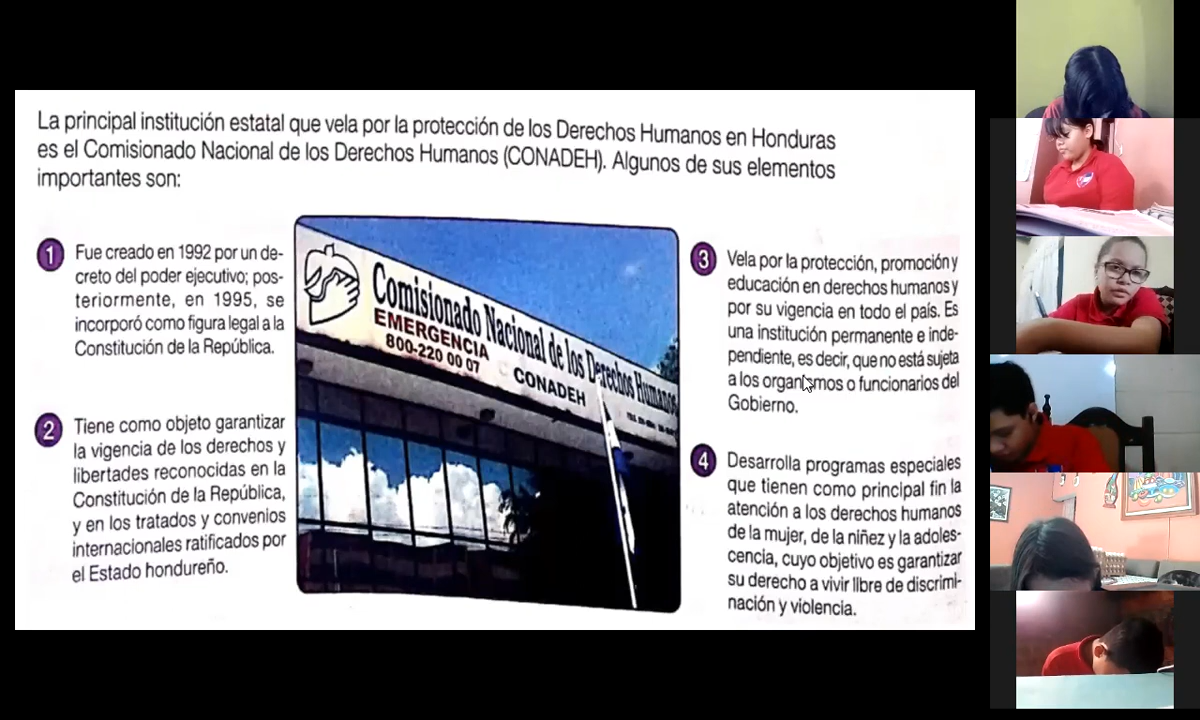 La principal institución estatal que vela por la protección de los Derechos Humanos en Honduras
es el Comisionado Nacional de los Derechos Humanos (CONADEH). Algunos de sus elementos
importantes son:
1
Fue creado en 1992 por un de-
creto del poder ejecutivo; pos-
teriormente, en 1995, se
incorporó como figura legal a la
Constitución de la República.
2
Tiene como objeto garantizar
la vigencia de los derechos y
libertades reconocidas en la
Constitución de la República,
y en los tratados y convenios
internacionales ratificados por
el Estado hondureño.
Comisionado Nacional de los Derechos Humanos
EMERGENCIA
800-220 00 07
CONADEH
3
Vela por la protección, promoción y
educación en derechos humanos y
por su vigencia en todo el país. Es
una institución permanente e inde-
pendiente, es decir, que no está sujeta
a los organismos o funcionarios del
Gobierno.
4
Desarrolla programas especiales
que tienen como principal fin la
atención a los derechos humanos
de la mujer, de la niñez y la adoles-
cencia, cuyo objetivo es garantizar
su derecho a vivir libre de discrimi-
nación y violencia.